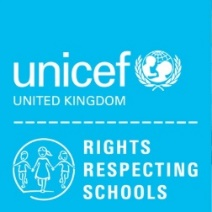 unicef
UNITED KINGDOM
RIGHTS
RESPECTING
SCHOOLS